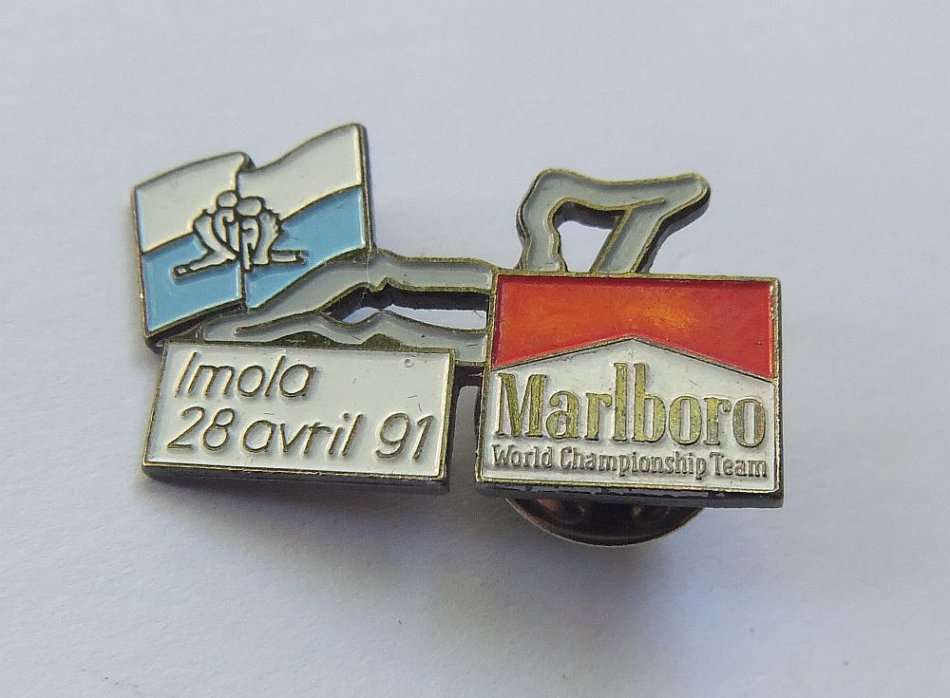 Imola
28 avril 91
Marlboro
World Championship Team